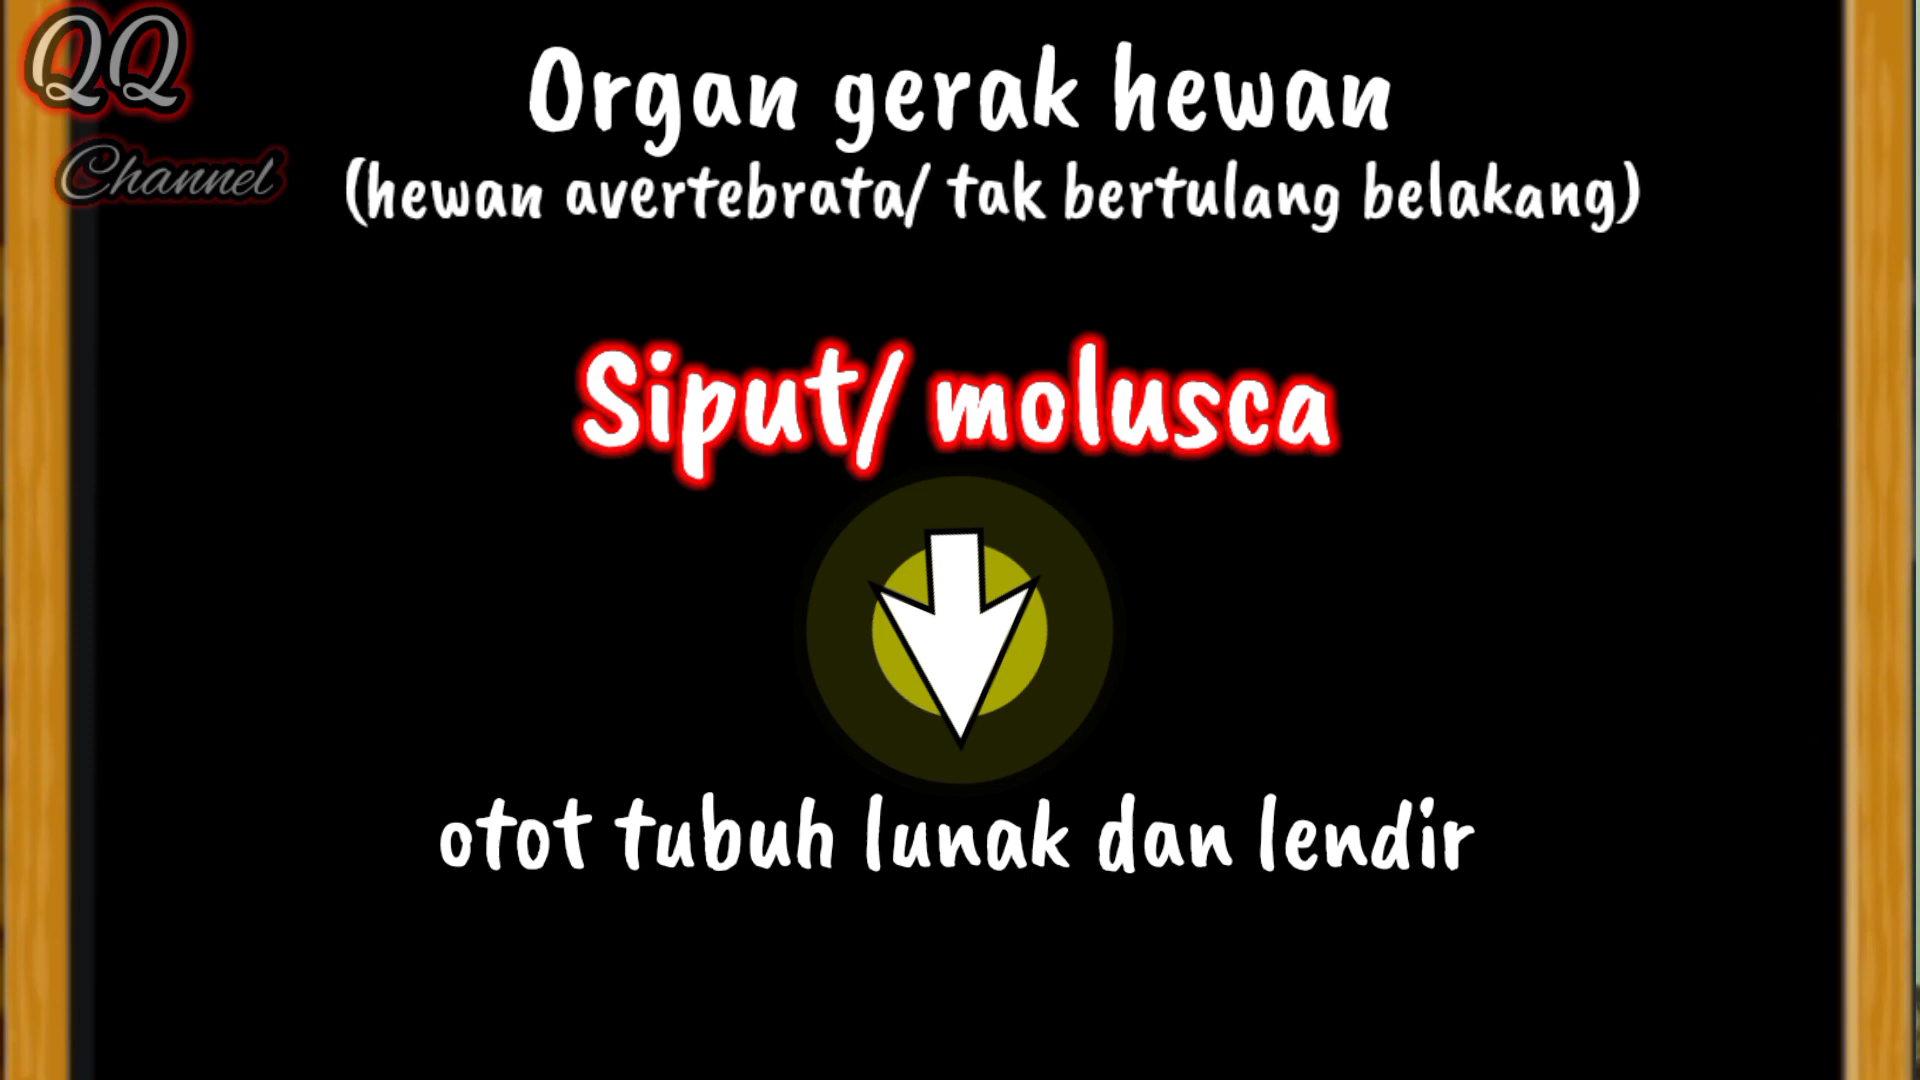 QQ
Channel
Organ gerak hewan
(hewan avertebrata/ tak bertulang belakang)
Siput/ molusca
otot tubuh lunak dan lendir